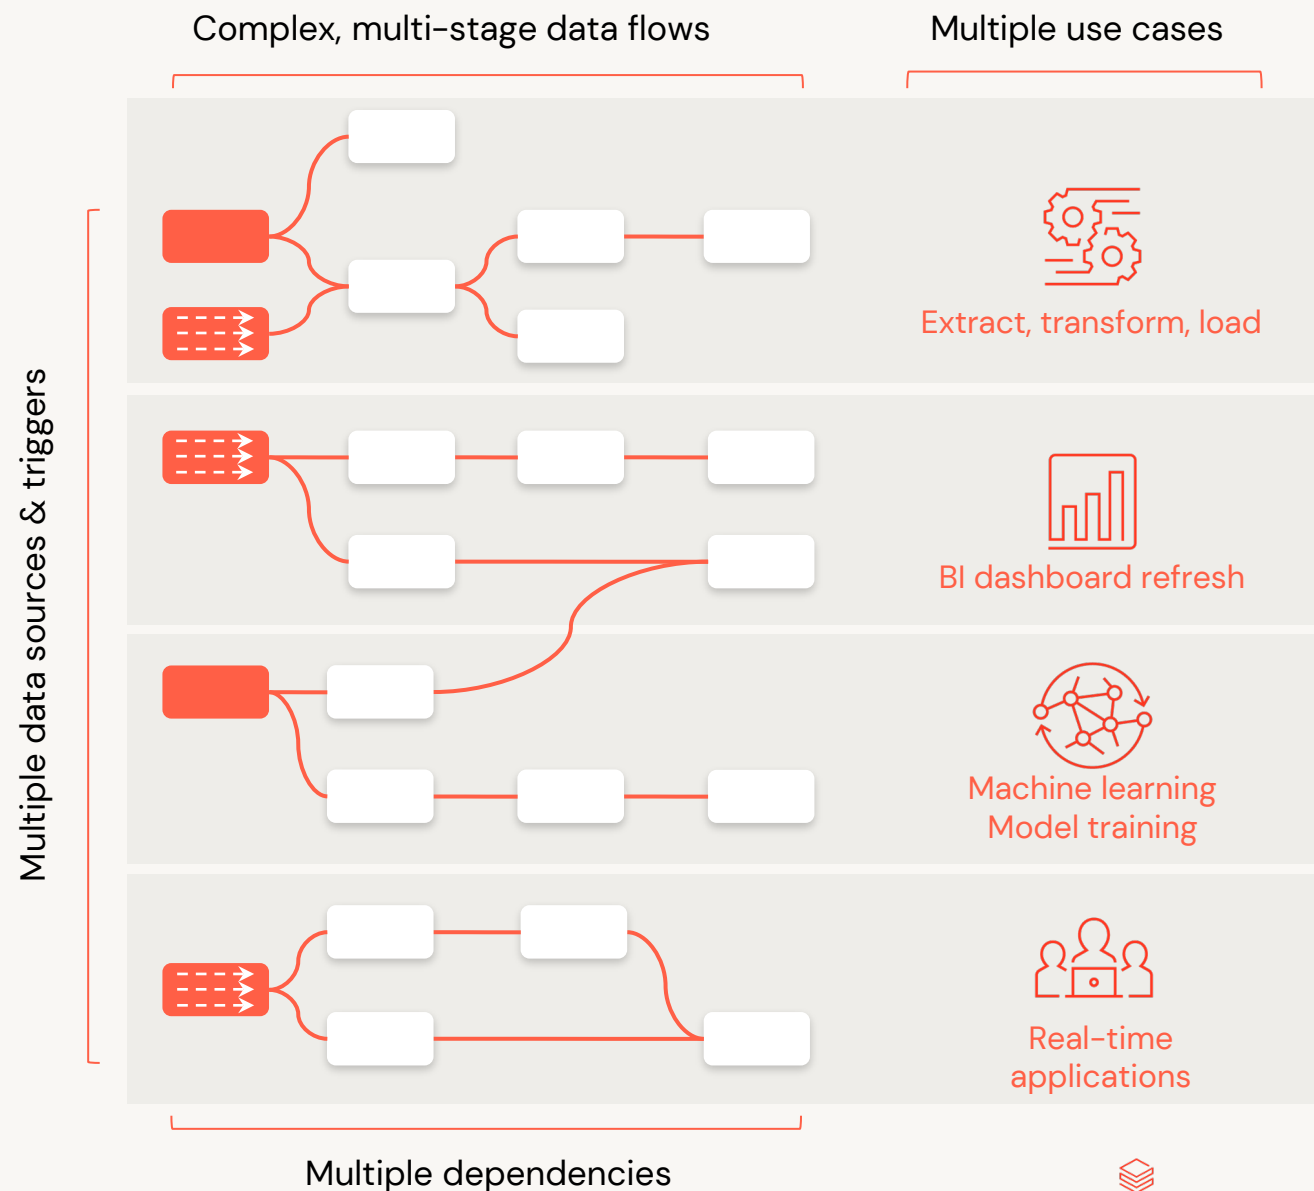 Complex, multi-stage data flows
Multiple use cases
Multiple data sources & triggers
Extract, transform, load
BI dashboard refresh
Machine learning
Model training
Real-time
applications
Multiple dependencies